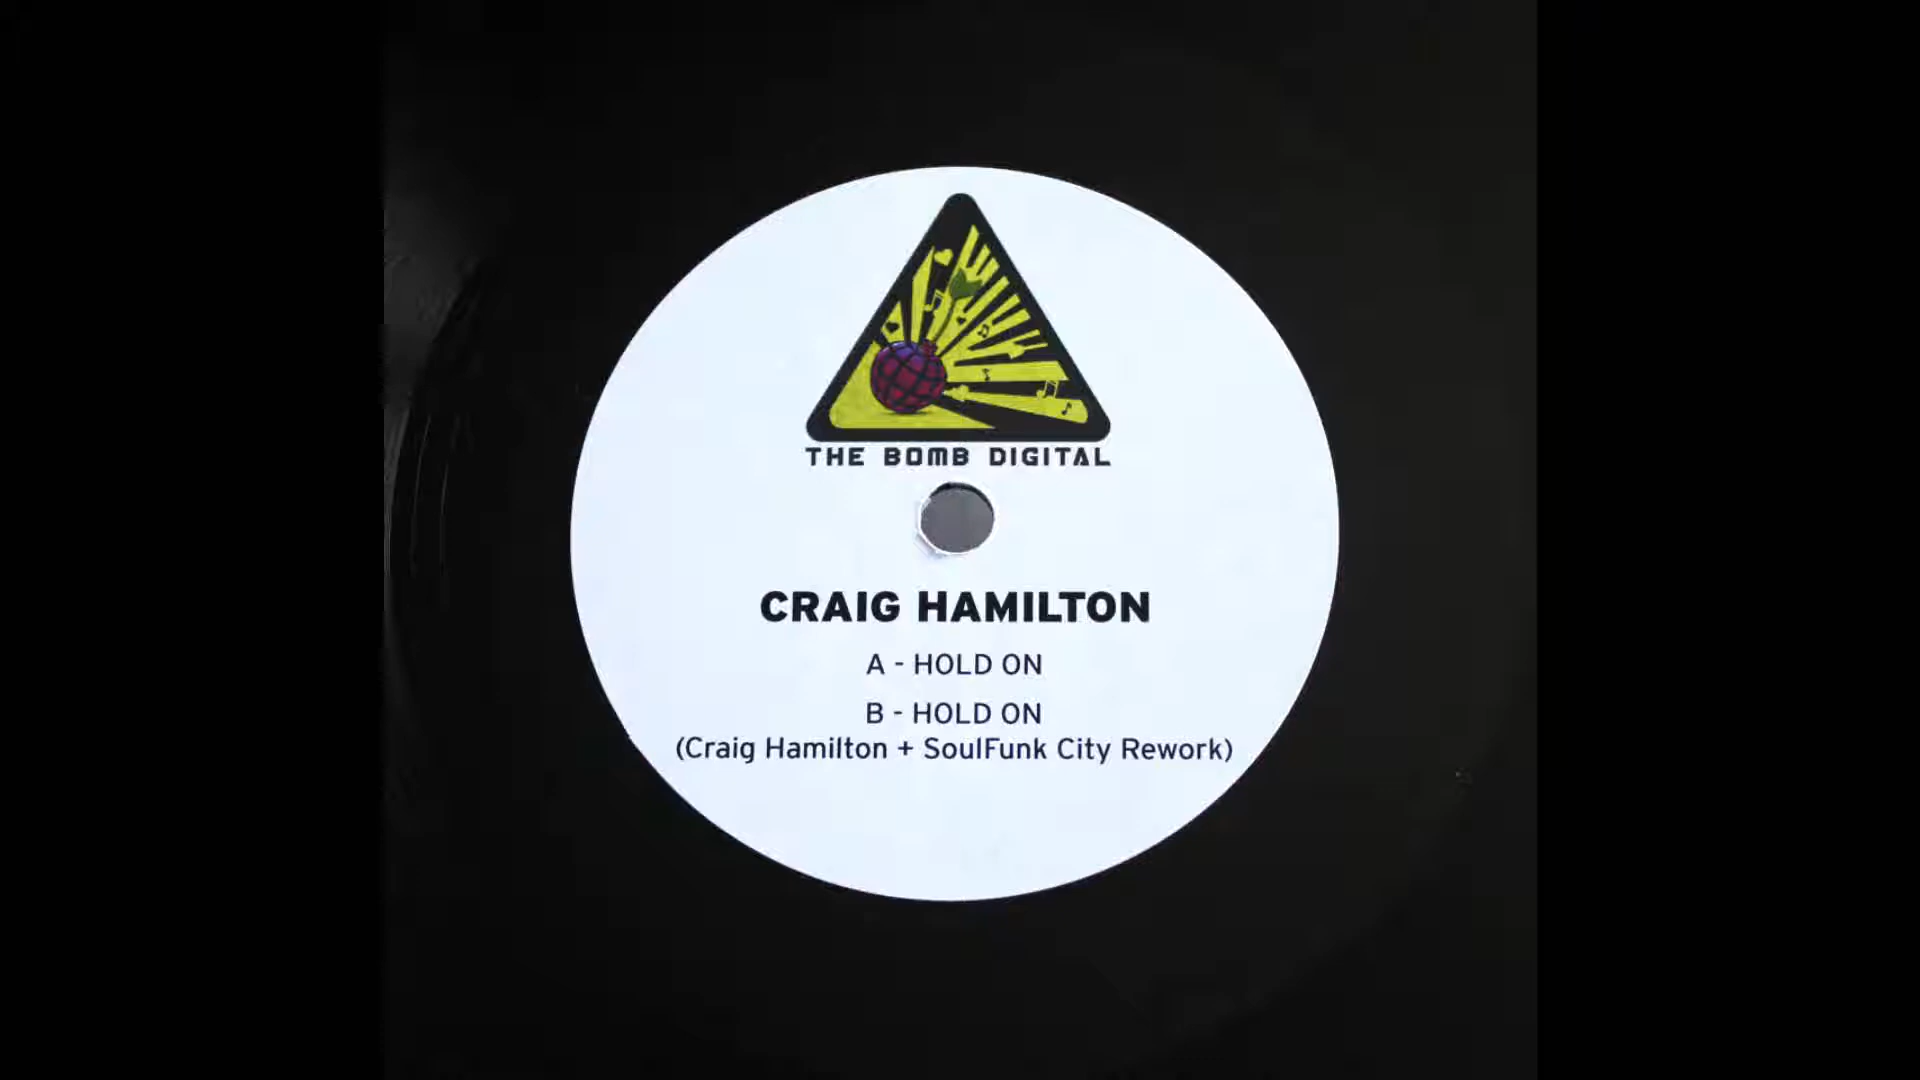 THE BOMB DIGITAL
CRAIG HAMILTON
A - HOLD ON
B - HOLD ON
(Craig Hamilton + SoulFunk City Rework)